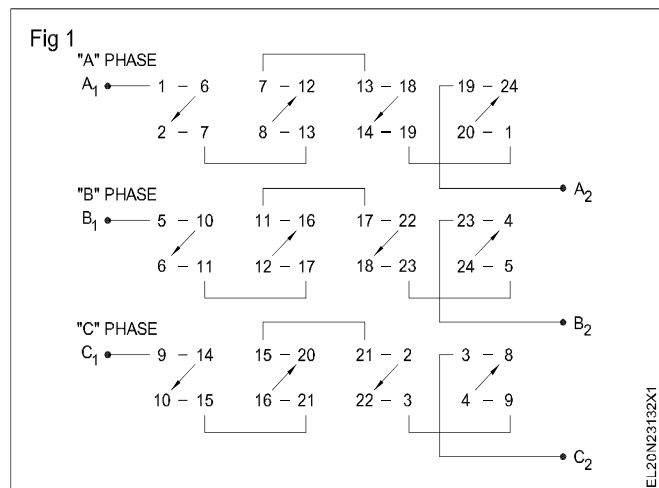 Fig 1
"A" PHASE
A1 1 – 6 7 – 12 13 – 18 19 – 24
2 – 7 8 – 13 14 – 19 20 – 1
A2
"B" PHASE
B1 5 – 10 11 – 16 17 – 22 23 – 4
6 – 11 12 – 17 18 – 23 24 – 5
B2
"C" PHASE
C1 9 – 14 15 – 20 21 – 2 3 – 8
10 – 15 16 – 21 22 – 3 4 – 9
C2
EL20N23132X1